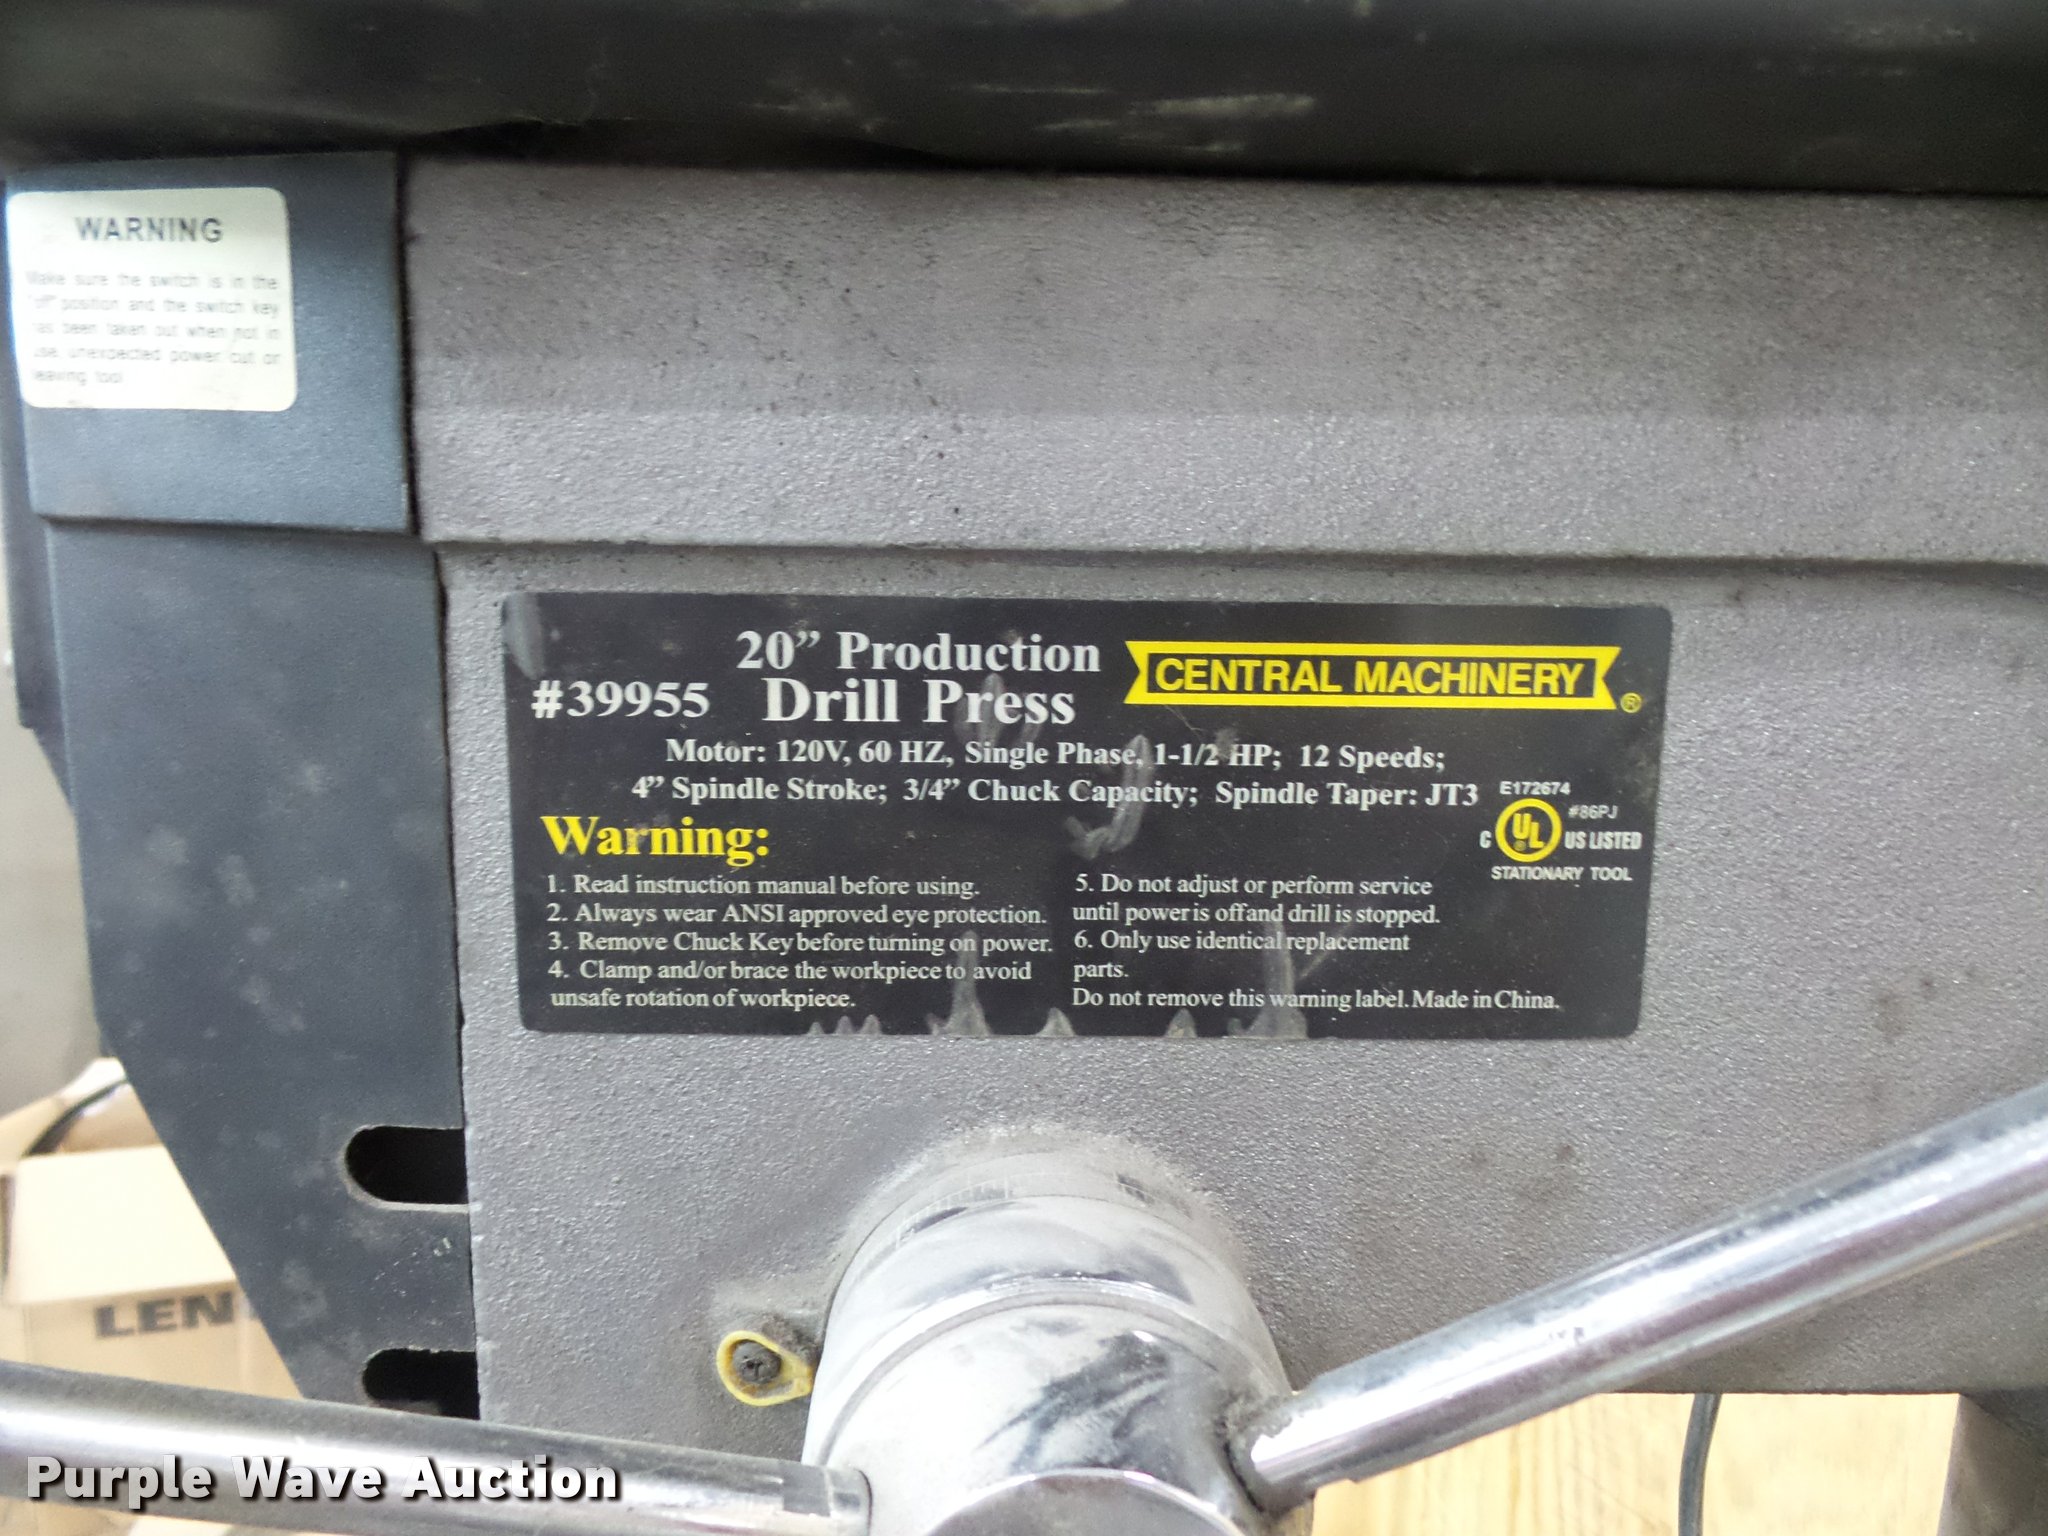 WARNING
Make sure the switch is in the
"off" position and the switch key
has been taken out when not in
use, unexpected power cut or
leaving tool
20” Production
Drill Press
#39955
CENTRAL MACHINERY
®
Motor: 120V, 60 HZ, Single Phase, 1-1/2 HP; 12 Speeds;
4” Spindle Stroke; 3/4” Chuck Capacity; Spindle Taper: JT3
E172674
#86PJ
C UL ® US LISTED
STATIONARY TOOL
Warning:
1. Read instruction manual before using.
2. Always wear ANSI approved eye protection.
3. Remove Chuck Key before turning on power.
4. Clamp and/or brace the workpiece to avoid
unsafe rotation of workpiece.
5. Do not adjust or perform service
until power is off and drill is stopped.
6. Only use identical replacement
parts.
Do not remove this warning label. Made in China.
LEN
Purple Wave Auction